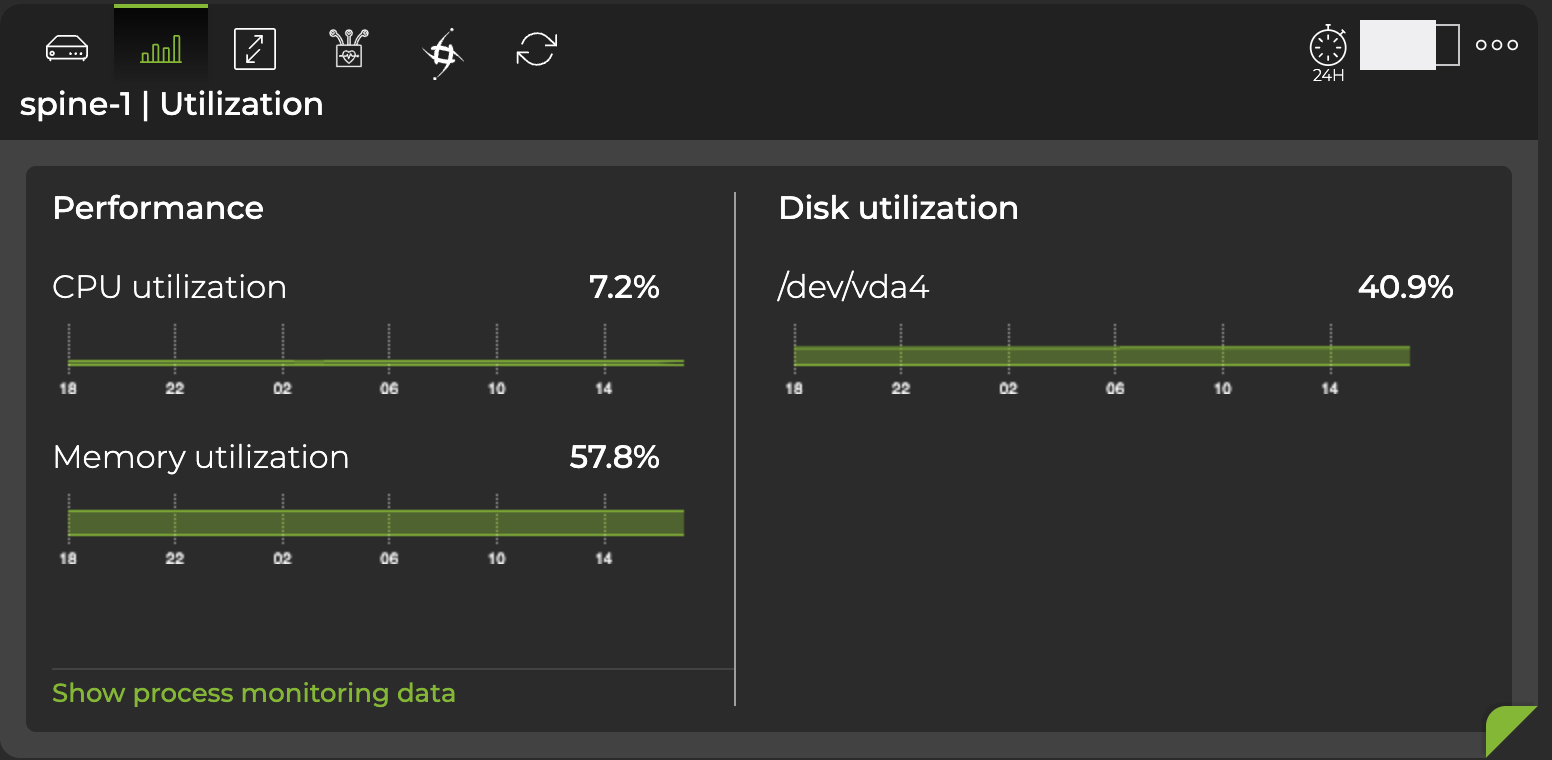 24H
spine-1 | Utilization
Performance
CPU utilization 7.2%
18 22 02 06 10 14
Memory utilization 57.8%
18 22 02 06 10 14
Show process monitoring data
Disk utilization
/dev/vda4 40.9%
18 22 02 06 10 14